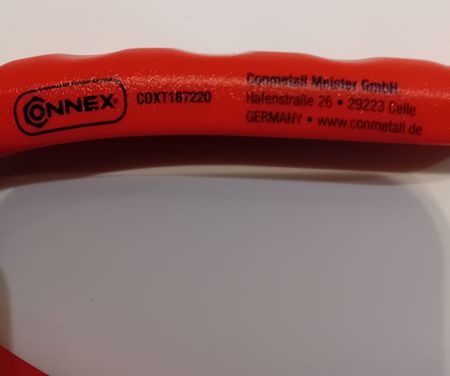 CONNEX®
COXT187220
Conmetall Meister GmbH
Hafenstraße 26 • 29223 Celle
GERMANY • www.conmetall.de